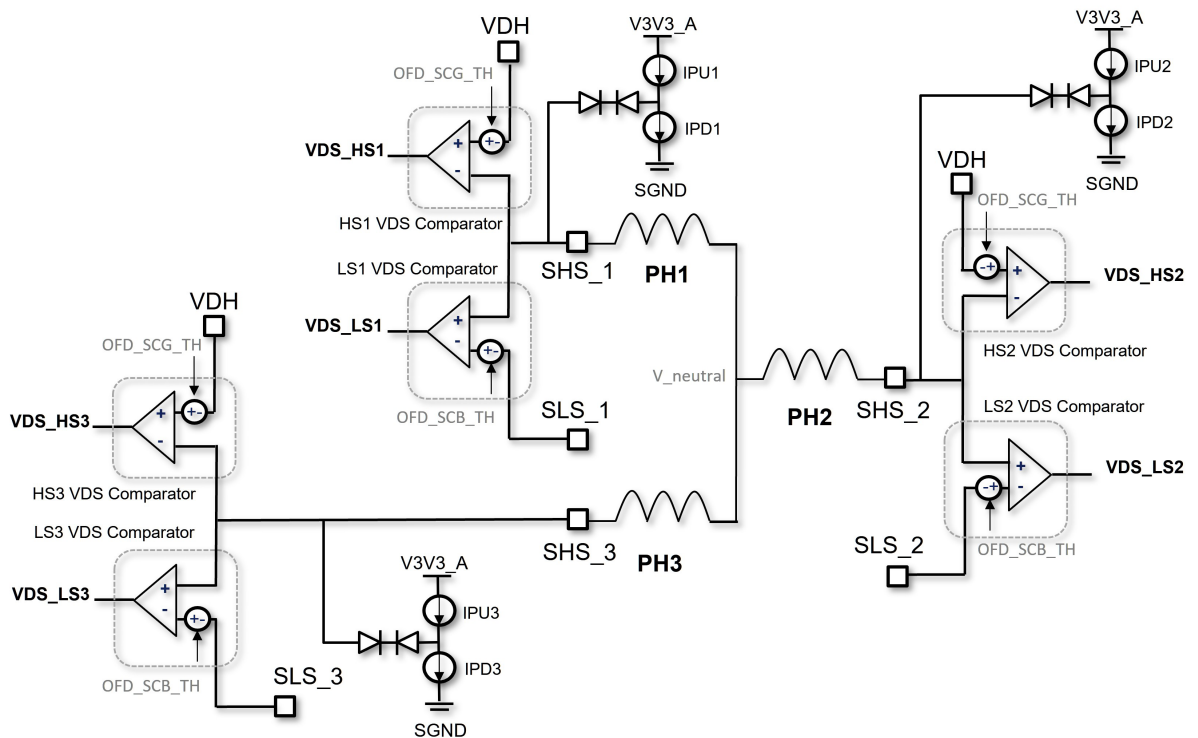 VDH
OFD_SCG_TH
+
+-
-
VDS_HS1
HS1 VDS Comparator
V3V3_A
IPU1
IPD1
SGND
SHS_1
PH1
LS1 VDS Comparator
VDS_LS1
+
-
+-
OFD_SCB_TH
SLS_1
V3V3_A
IPU2
IPD2
SGND
VDH
OFD_SCG_TH
-+
+
-
VDS_HS2
HS2 VDS Comparator
V_neutral
PH2
SHS_2
LS2 VDS Comparator
+
-+
-
VDS_LS2
OFD_SCB_TH
SLS_2
VDH
OFD_SCG_TH
+
+-
-
VDS_HS3
HS3 VDS Comparator
LS3 VDS Comparator
VDS_LS3
+
-
+-
OFD_SCB_TH
SLS_3
SHS_3
PH3
V3V3_A
IPU3
IPD3
SGND